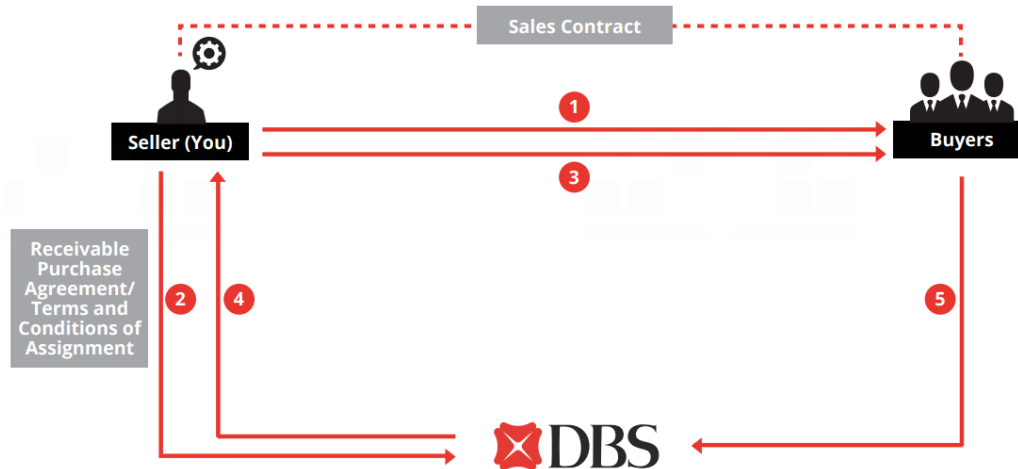 Sales Contract
Seller (You)
1
Buyers
3
Receivable
Purchase
Agreement/
Terms and
Conditions of
Assignment
2
4
5
DBS